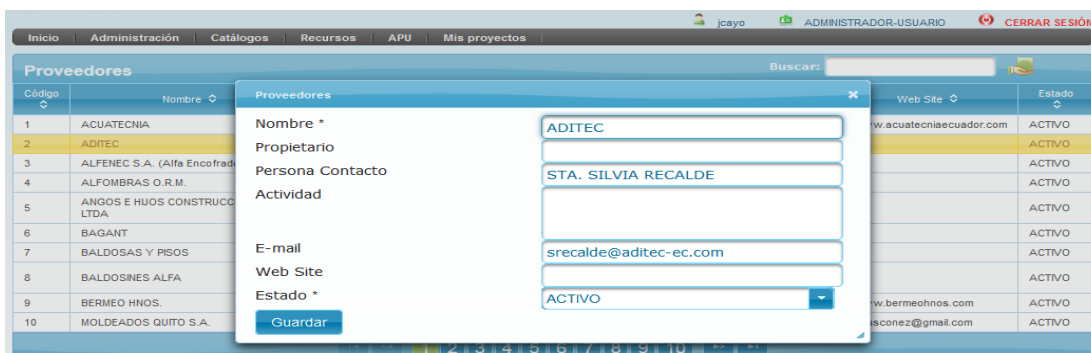 jcayo ADMINISTRADOR-USUARIO CERRAR SESIÓN
Inicio Administración Catálogos Recursos APU Mis proyectos
Proveedores Buscar:
Código Nombre Web Site Estado
Proveedores
Nombre * ADITEC
Propietario
Persona Contacto STA. SILVIA RECALDE
Actividad
E-mail srecalde@aditec-ec.com
Web Site
Estado * ACTIVO
Guardar
1 ACUATECNIA w.acuatecniaecuador.com ACTIVO
2 ADITEC ACTIVO
3 ALFENEC S.A. (Alfa Encofrad ACTIVO
4 ALFOMBRAS O.R.M. ACTIVO
5 ANGOS E HIJOS CONSTRUCC ACTIVO
LTDA
6 BAGANT ACTIVO
7 BALDOSAS Y PISOS ACTIVO
8 BALDOSINES ALFA ACTIVO
9 BERMEO HNOS. w.bermeohnos.com ACTIVO
10 MOLDEADOS QUITO S.A. sconez@gmail.com ACTIVO
1 2 3 4 5 6 7 8 9 10